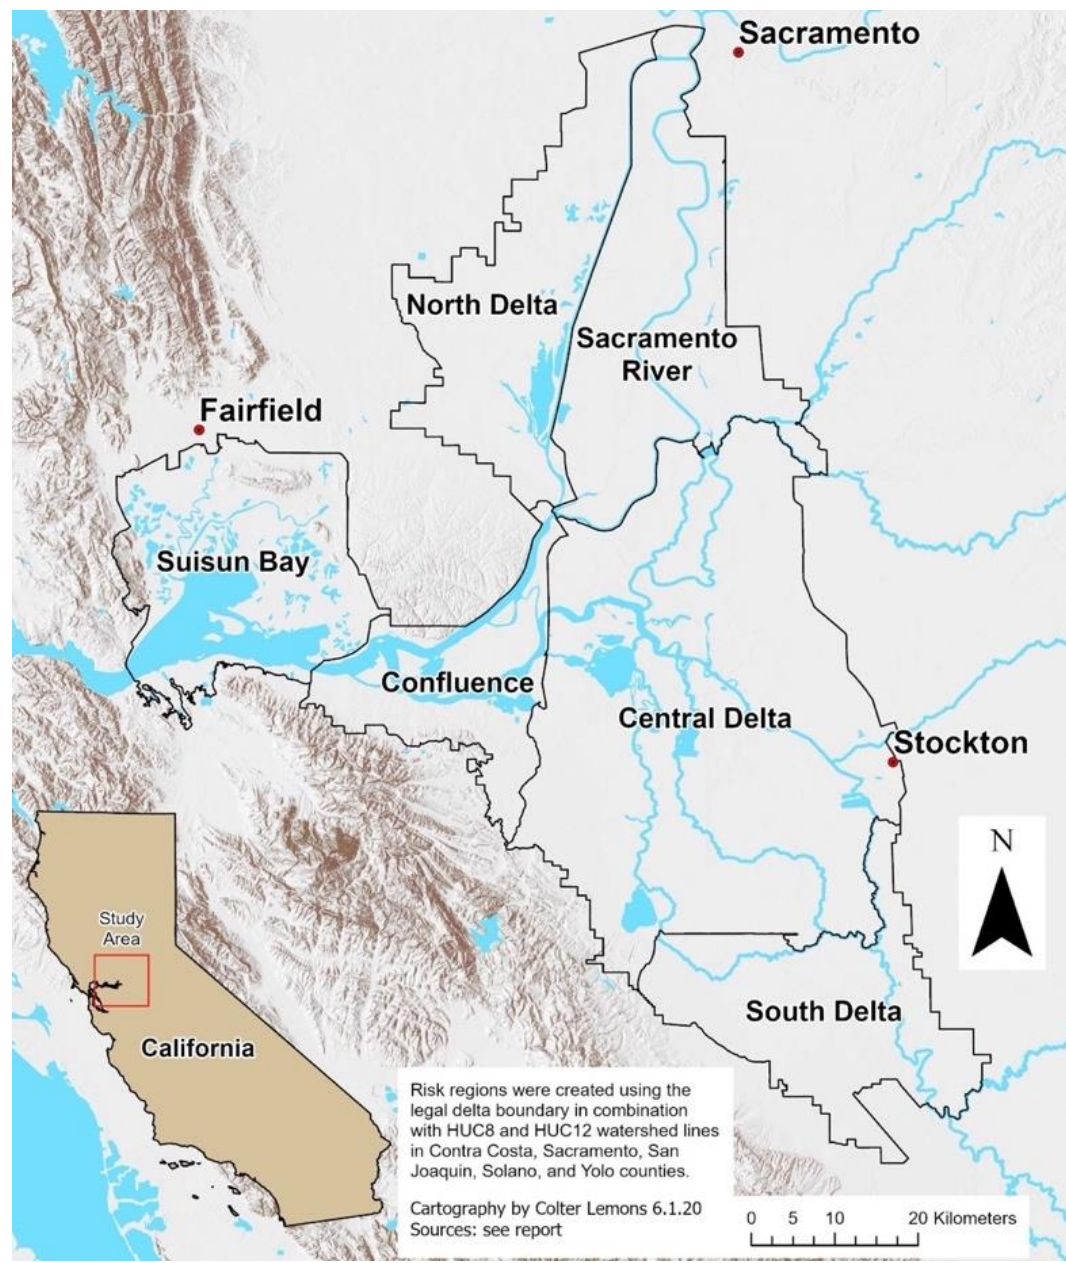 Sacramento
North Delta
Sacramento
River
Fairfield
Suisun Bay
Confluence
Central Delta
Stockton
N
Study
Area
South Delta
California
Risk regions were created using the
legal delta boundary in combination
with HUC8 and HUC12 watershed lines
in Contra Costa, Sacramento, San
Joaquin, Solano, and Yolo counties.
Cartography by Colter Lemons 6.1.20
Sources: see report
0 5 10 20 Kilometers